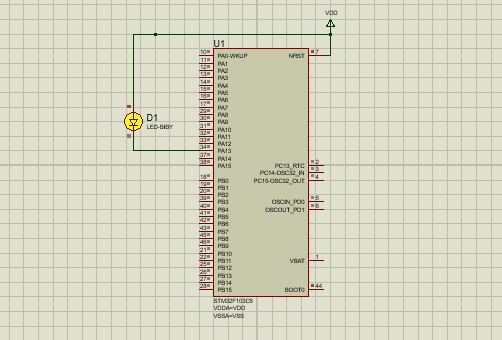 VDD
U1
10
PA0-WKUP
NRST
7
11
PA1
12
PA2
13
PA3
14
PA4
15
PA5
16
PA6
17
PA7
29
PA8
30
PA9
31
PA10
32
PA11
33
PA12
34
PA13
37
PA14
38
PA15
D1
LED-BIBY
PC13_RTC
2
PC14-OSC32_IN
3
PC15-OSC32_OUT
4
18
PB0
19
PB1
20
PB2
39
PB3
40
PB4
41
PB5
42
PB6
43
PB7
45
PB8
46
PB9
21
PB10
22
PB11
25
PB12
26
PB13
27
PB14
28
PB15
OSCIN_PD0
5
OSCOUT_PD1
6
VBAT
1
BOOT0
44
STM32F103C6
VDDA=VDD
VSSA=VSS